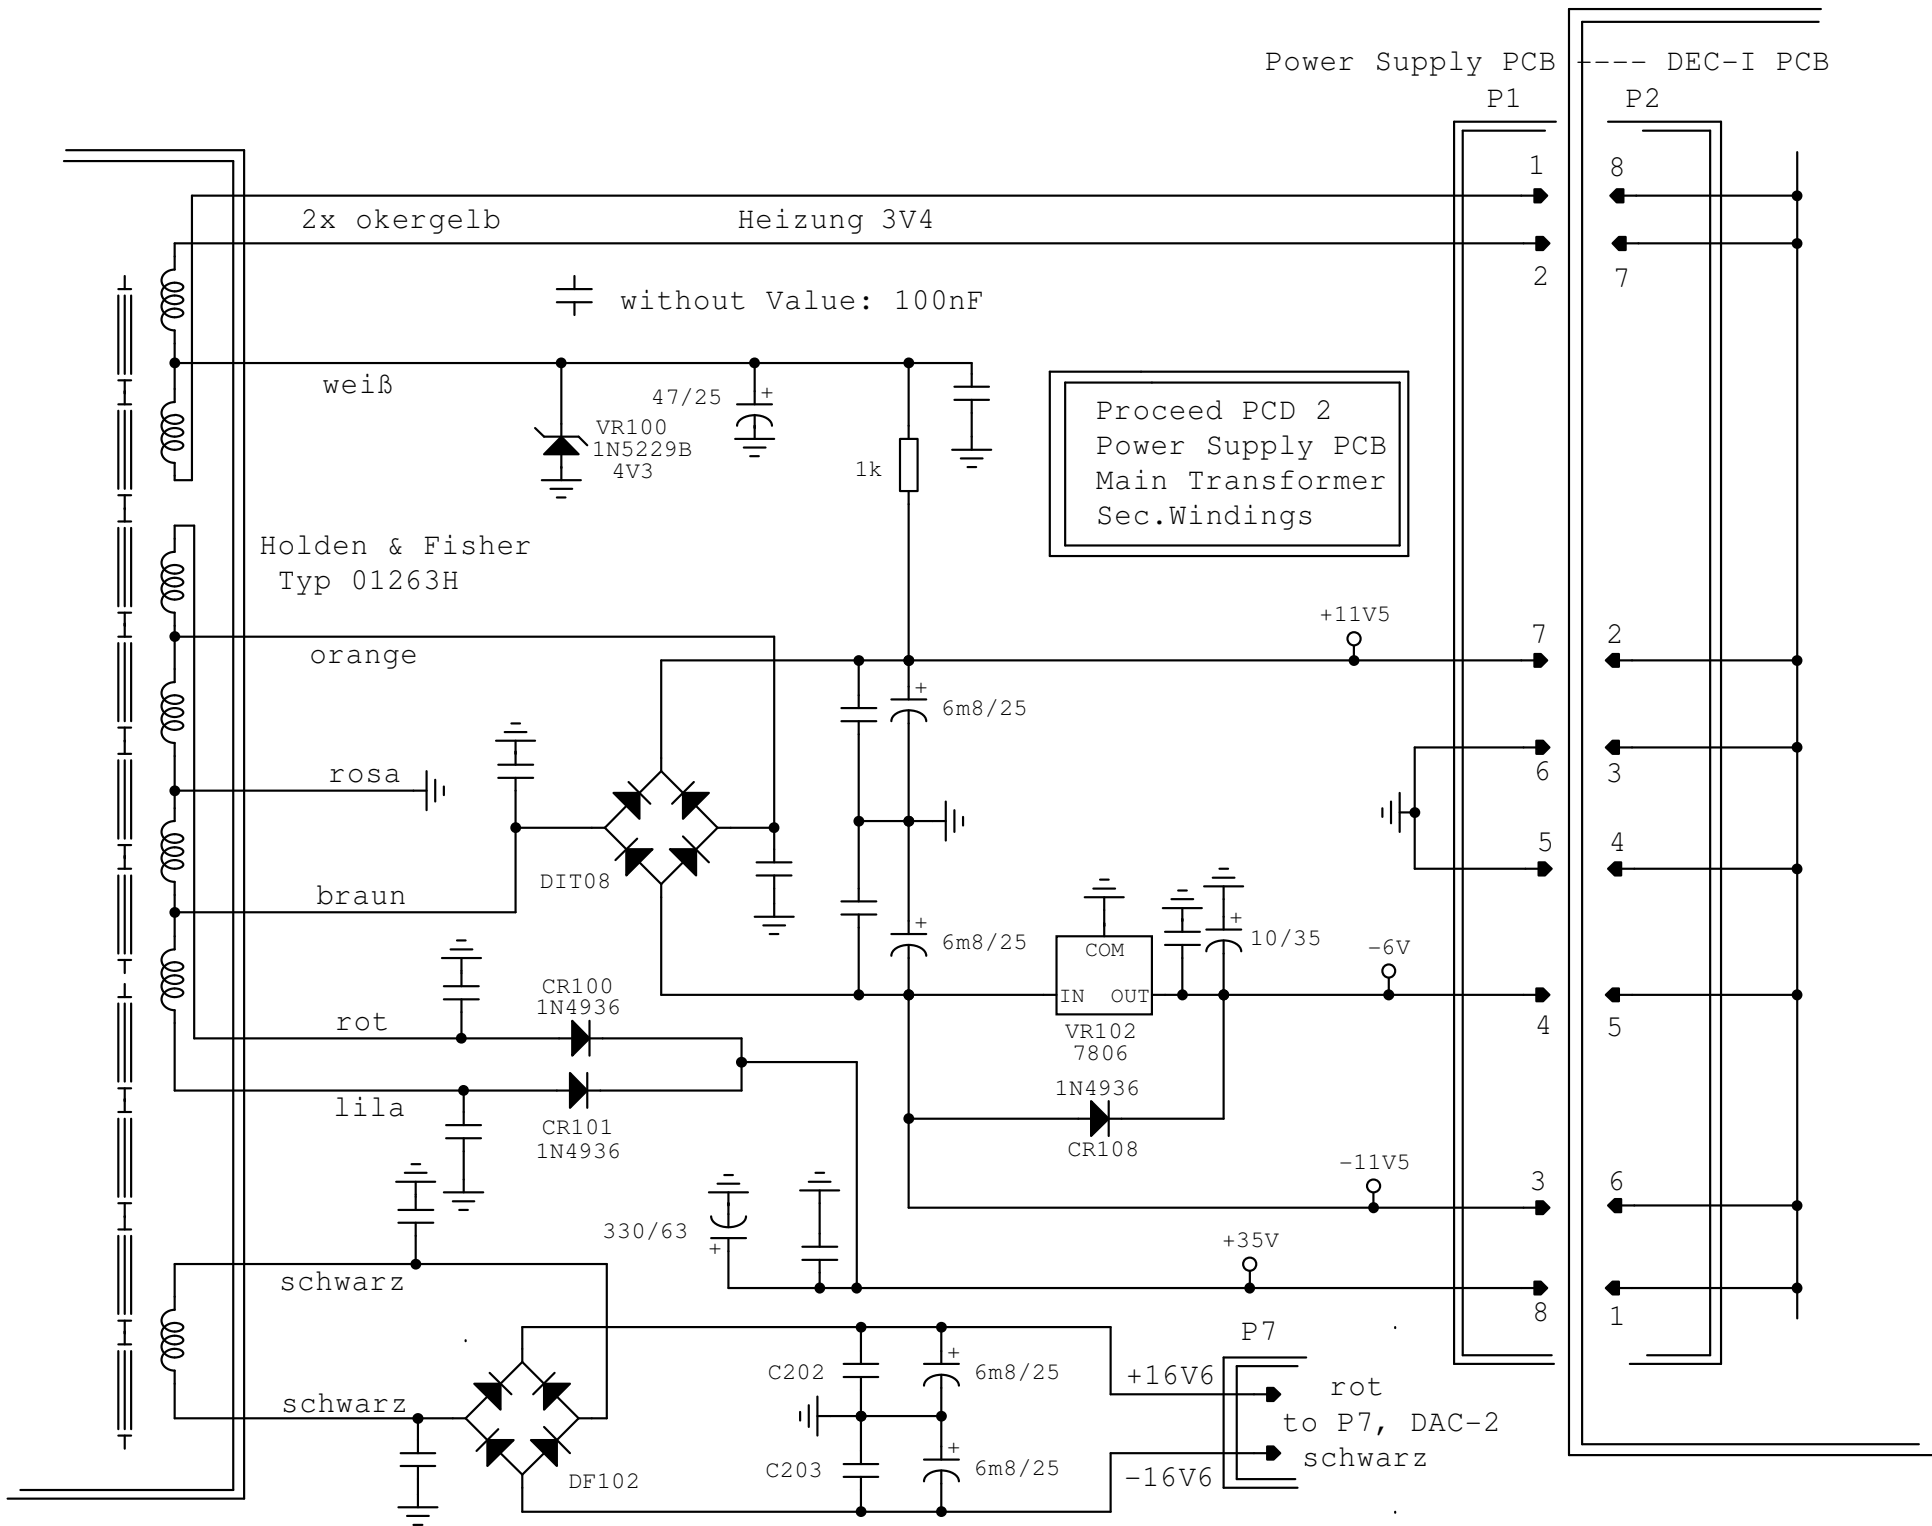 Power Supply PCB ---- DEC-I PCB
P1
P2
1
8
2x okergelb
Heizung 3V4
2
7
without Value: 100nF
weiß
47/25
+
VR100
1N5229B
4V3
1k
Proceed PCD 2
Power Supply PCB
Main Transformer
Sec.Windings
Holden & Fisher
Typ 01263H
+11V5
7
2
orange
+
6m8/25
rosa
6
3
5
4
DIT08
braun
+
6m8/25
COM
IN
OUT
+
10/35
-6V
VR102
7806
4
5
CR100
1N4936
rot
1N4936
CR108
lila
CR101
1N4936
-11V5
3
6
330/63
+
+35V
8
1
schwarz
P7
C202
+
6m8/25
+16V6
rot
to P7, DAC-2
schwarz
schwarz
C203
+
6m8/25
-16V6
DF102